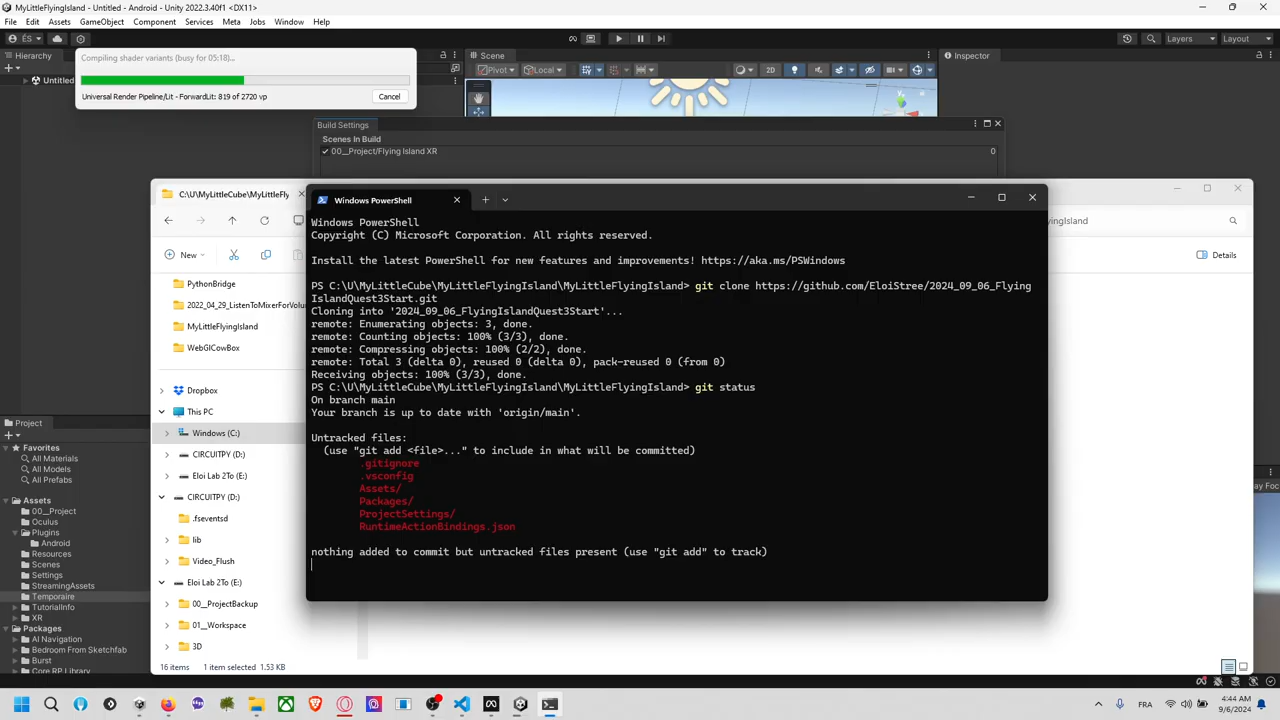 MyLittleFlyingIsland - Untitled - Android - Unity 2022.3.40f1 <DX11>
File Edit Assets GameObject Component Services Meta Jobs Window Help
ÉS
Layers Layout
Hierarchy
Scene
Inspector
Compiling shader variants (busy for 05:18)...
Universal Render Pipeline/Lit - ForwardLit: 819 of 2720 vp
Cancel
Untitled
Pivot Local 2D
Build Settings
Scenes In Build
00__Project/Flying Island XR 0
C:\U\MyLittleCube\MyLittleFly
yingIsland
New
Details
PythonBridge
2022_04_29_ListenToMixerForVolu
MyLittleFlyingIsland
WebGlCowBox
Dropbox
This PC
Windows (C:)
CIRCUITPY (D:)
Eloi Lab 2To (E:)
CIRCUITPY (D:)
.fseventsd
lib
Video_Flush
Eloi Lab 2To (E:)
00__ProjectBackup
01__Workspace
3D
16 items 1 item selected 1.53 KB
Windows PowerShell
Windows PowerShell
Copyright (C) Microsoft Corporation. All rights reserved.
Install the latest PowerShell for new features and improvements! https://aka.ms/PSWindows
PS C:\U\MyLittleCube\MyLittleFlyingIsland\MyLittleFlyingIsland> git clone https://github.com/EloiStree/2024_09_06_Flying
IslandQuest3Start.git
Cloning into '2024_09_06_FlyingIslandQuest3Start'...
remote: Enumerating objects: 3, done.
remote: Counting objects: 100% (3/3), done.
remote: Compressing objects: 100% (2/2), done.
remote: Total 3 (delta 0), reused 0 (delta 0), pack-reused 0 (from 0)
Receiving objects: 100% (3/3), done.
PS C:\U\MyLittleCube\MyLittleFlyingIsland\MyLittleFlyingIsland> git status
On branch main
Your branch is up to date with 'origin/main'.
Untracked files:
(use "git add <file>..." to include in what will be committed)
.gitignore
.vsconfig
Assets/
Packages/
ProjectSettings/
RuntimeActionBindings.json
nothing added to commit but untracked files present (use "git add" to track)
Project
Favorites
All Materials
All Models
All Prefabs
Assets
00__Project
Oculus
Plugins
Android
Resources
Scenes
Settings
StreamingAssets
Temporaire
TutorialInfo
XR
Packages
AI Navigation
Bedroom From Sketchfab
Burst
Core RP Library
ay Foc
FRA
4:44 AM
9/6/2024